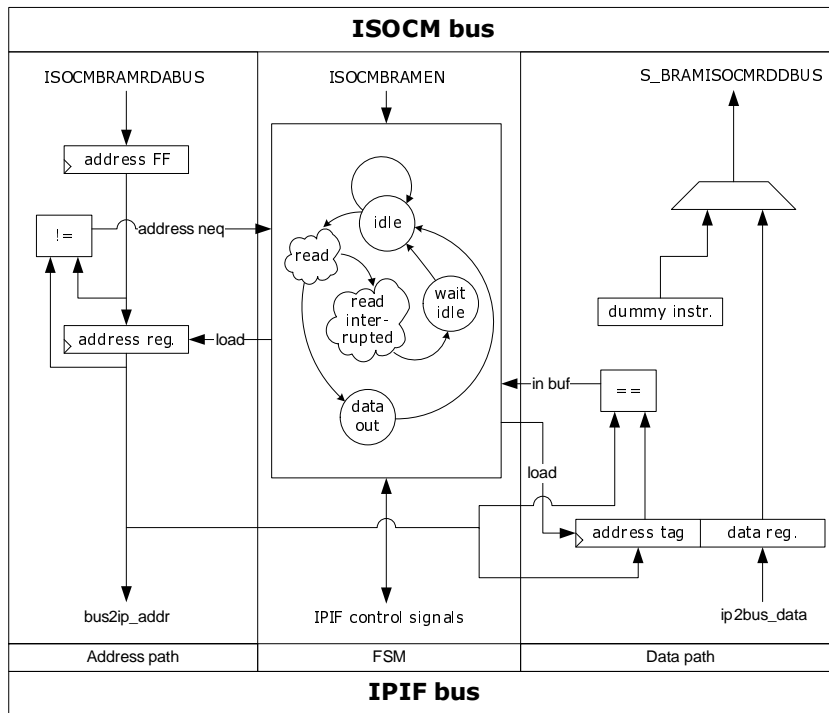 ISOCM bus
ISOCMBRAMRDABUS
address FF
!=
address neq
address reg.
load
bus2ip_addr
Address path
ISOCMBRAMEN
idle
read
read
inter-
rupted
wait
idle
data
out
IPIF control signals
FSM
S_BRAMISOCMRDDBUS
dummy instr.
in buf
==
load
address tag
data reg.
ip2bus_data
Data path
IPIF bus